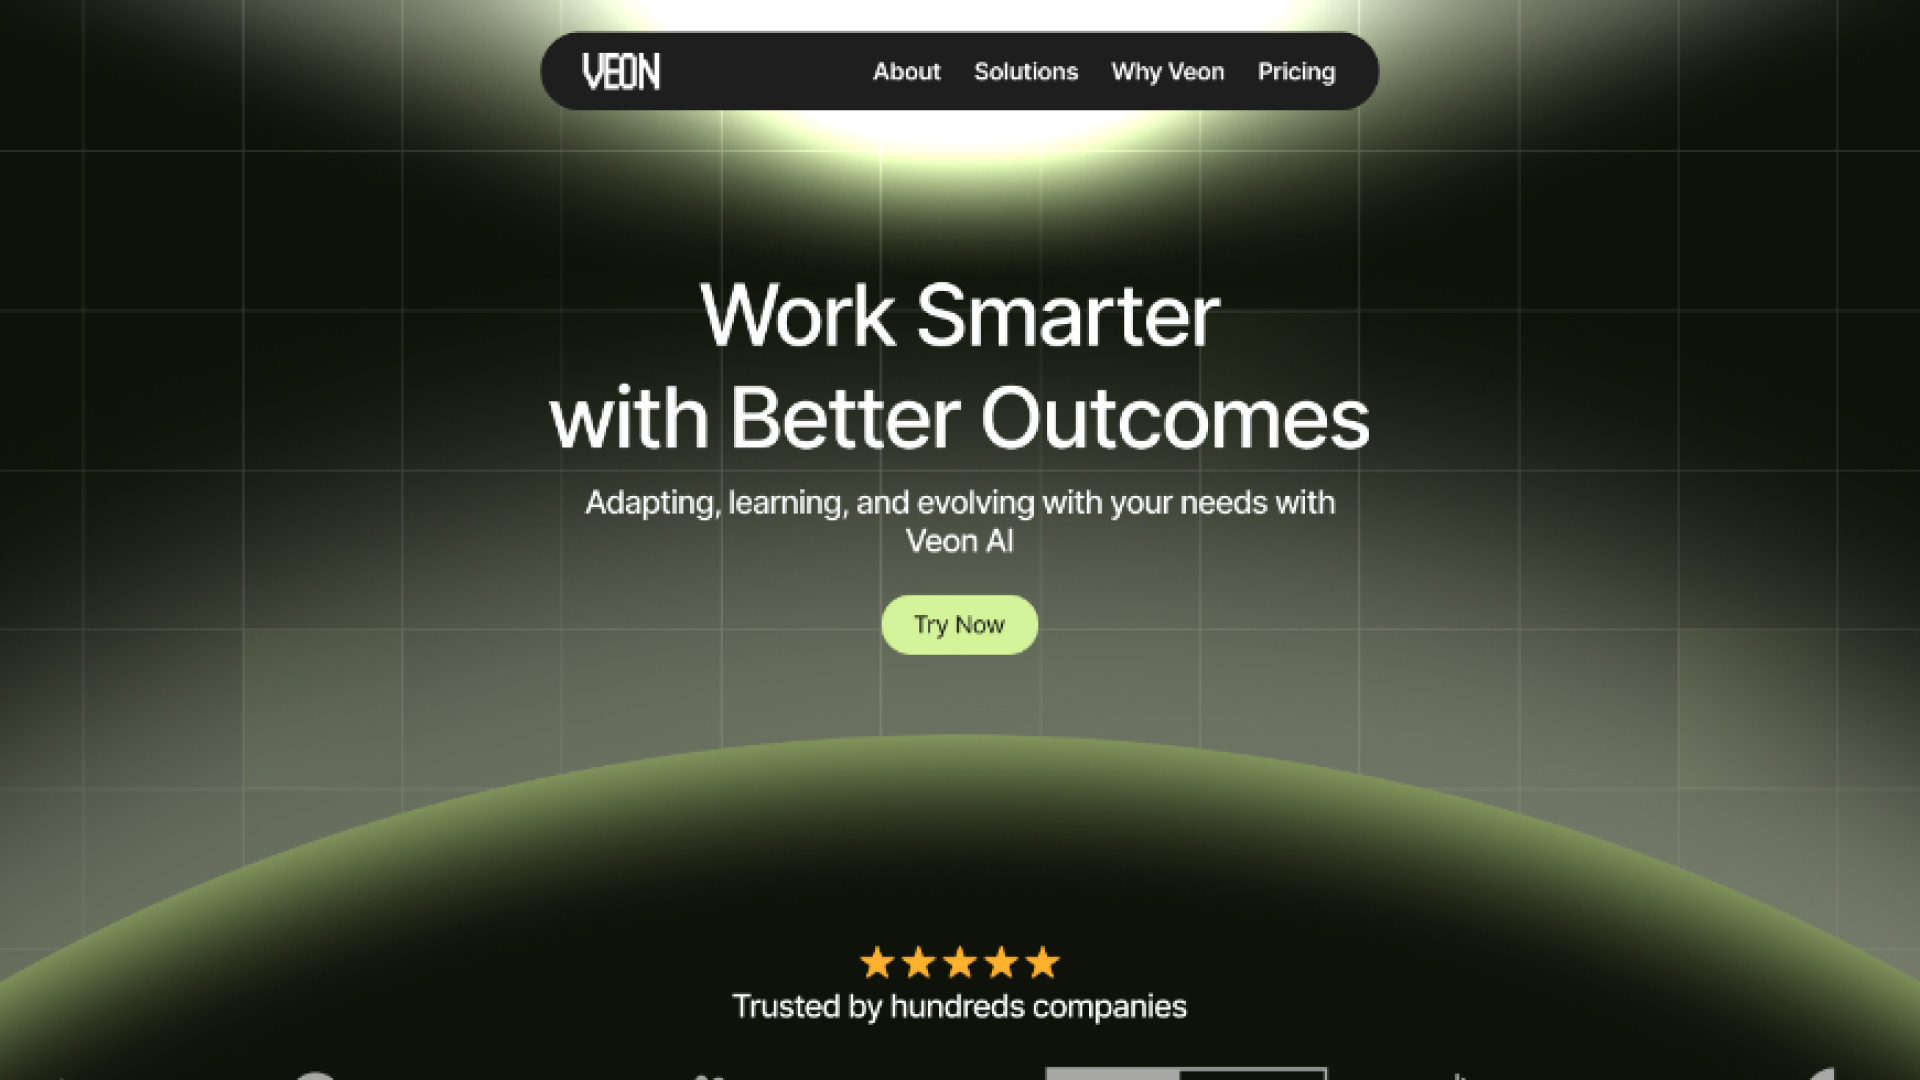 VEON
About
Solutions
Why Veon
Pricing
Work Smarter
with Better Outcomes
Adapting, learning, and evolving with your needs with
Veon AI
Try Now
Trusted by hundreds companies